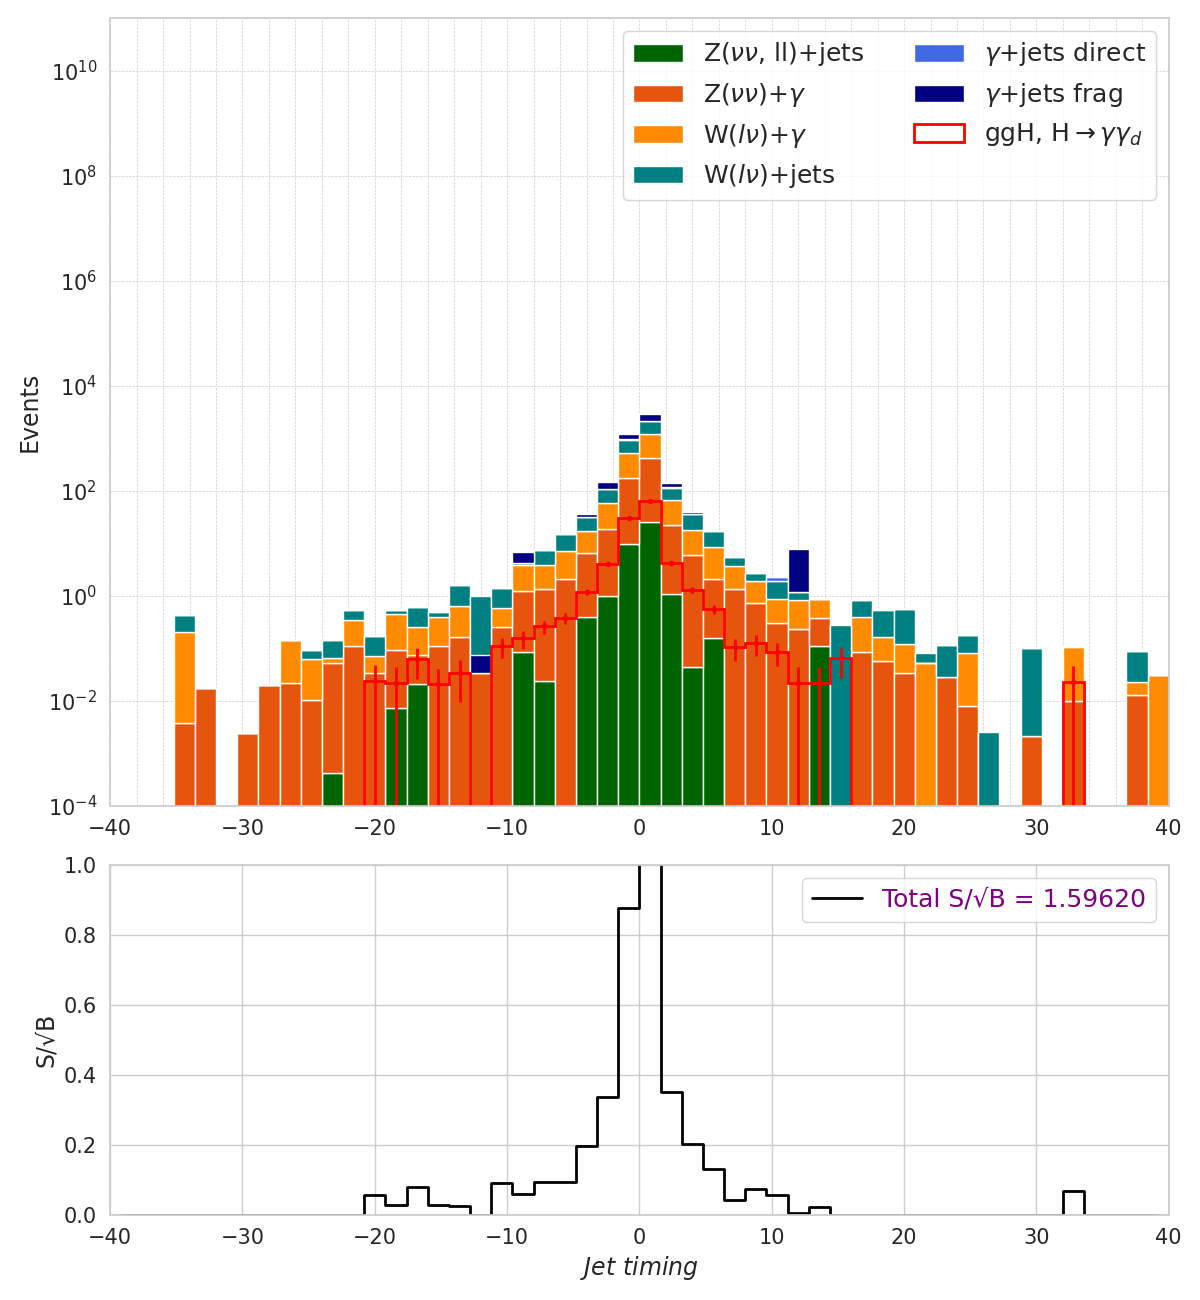 Z(νν, ll)+jets
Z(νν)+γ
W(lν)+γ
W(lν)+jets
γ+jets direct
γ+jets frag
ggH, H→γγ_d
Events
10^10
10^8
10^6
10^4
10^2
10^0
10^−2
10^−4
−40 −30 −20 −10 0 10 20 30 40
Total S/√B = 1.59620
S/√B
1.0
0.8
0.6
0.4
0.2
0.0
−40 −30 −20 −10 0 10 20 30 40
Jet timing